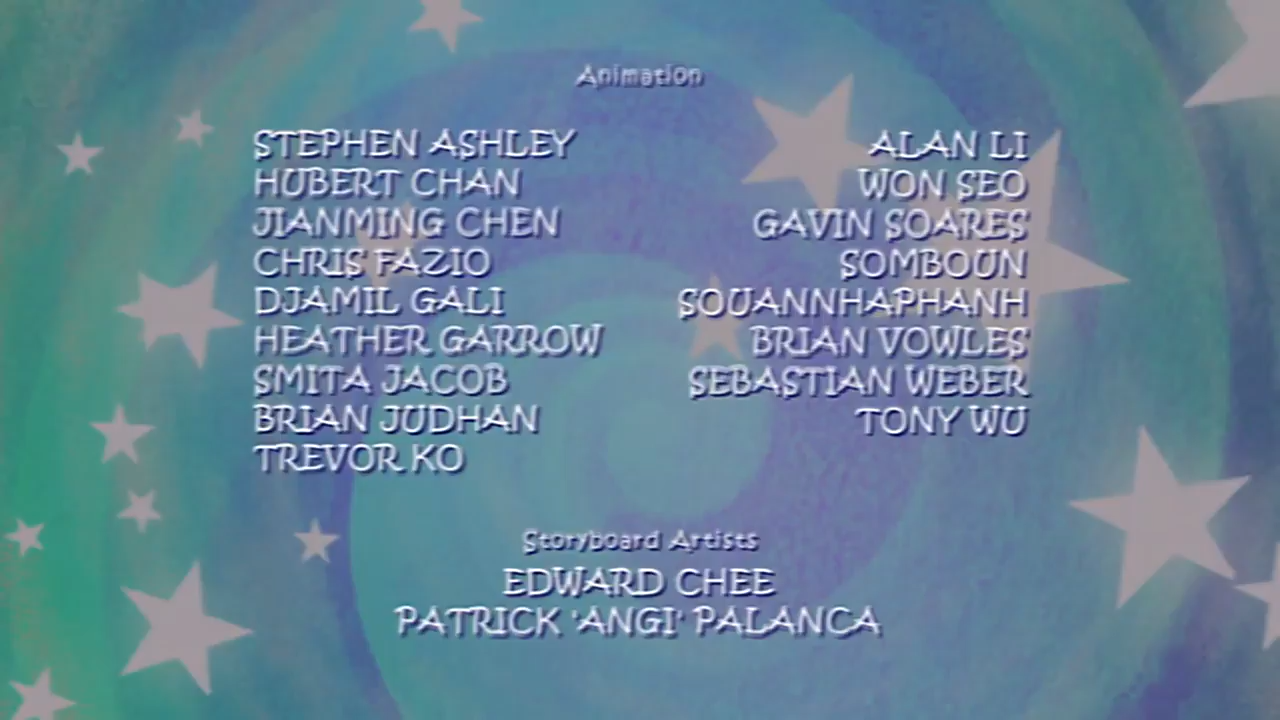 Animation
STEPHEN ASHLEY
HUBERT CHAN
JIANMING CHEN
CHRIS FAZIO
DJAMIL GALI
HEATHER GARROW
SMITA JACOB
BRIAN JUDHAN
TREVOR KO
ALAN LI
WON SEO
GAVIN SOARES
SOMBOUN
SOUANNHAPHANH
BRIAN VOWLES
SEBASTIAN WEBER
TONY WU
Storyboard Artists
EDWARD CHEE
PATRICK 'ANGI' PALANCA